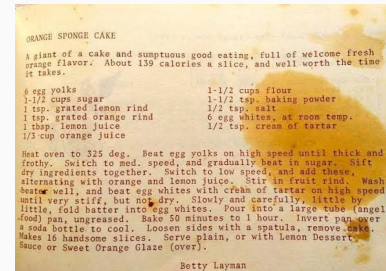 ORANGE SPONGE CAKE
A giant of a cake and sumptuous good eating, full of welcome fresh
orange flavor. About 139 calories a slice, and well worth the time
it takes.
6 egg yolks
1-1/2 cups sugar
1 tsp. grated lemon rind
1 tsp. grated orange rind
1 tbsp. lemon juice
1/3 cup orange juice
1-1/2 cups flour
1-1/2 tsp. baking powder
1/2 tsp. salt
6 egg whites, at room temp.
1/2 tsp. cream of tartar
Heat oven to 325 deg. Beat egg yolks on high speed until thick and
frothy. Switch to med. speed, and gradually beat in sugar. Sift
dry ingredients together. Switch to low speed, and add these,
alternating with orange and lemon juice. Stir in fruit rind. Wash
beater well, and beat egg whites with cream of tartar on high speed
until very stiff, but not dry. Slowly and carefully, little by
little, fold batter into egg whites. Pour into a large tube (angel
food) pan, ungreased. Bake 50 minutes to 1 hour. Invert pan over
a soda bottle to cool. Loosen sides with a spatula, remove cake.
Makes 16 handsome slices. Serve plain, or with Lemon Dessert
Sauce or Sweet Orange Glaze (over).
Betty Layman